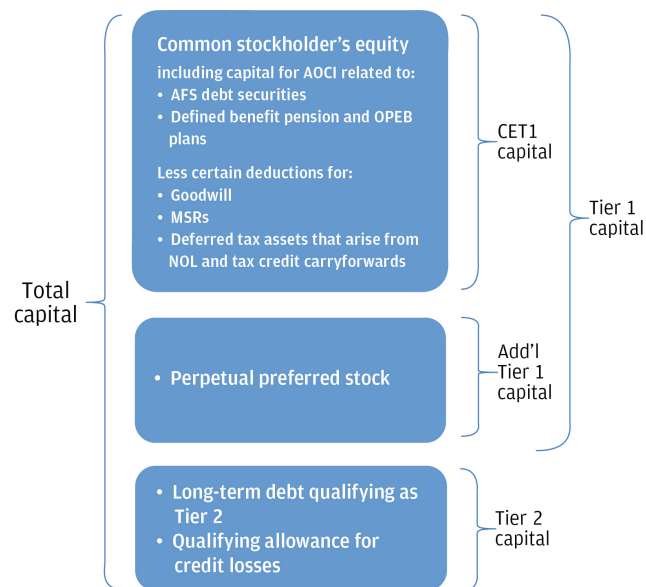 Common stockholder's equity
including capital for AOCI related to:
• AFS debt securities
• Defined benefit pension and OPEB
plans
Less certain deductions for:
• Goodwill
• MSRs
• Deferred tax assets that arise from
NOL and tax credit carryforwards
CET1
capital
Tier 1
capital
Total
capital
• Perpetual preferred stock
Add'l
Tier 1
capital
• Long-term debt qualifying as
Tier 2
• Qualifying allowance for
credit losses
Tier 2
capital